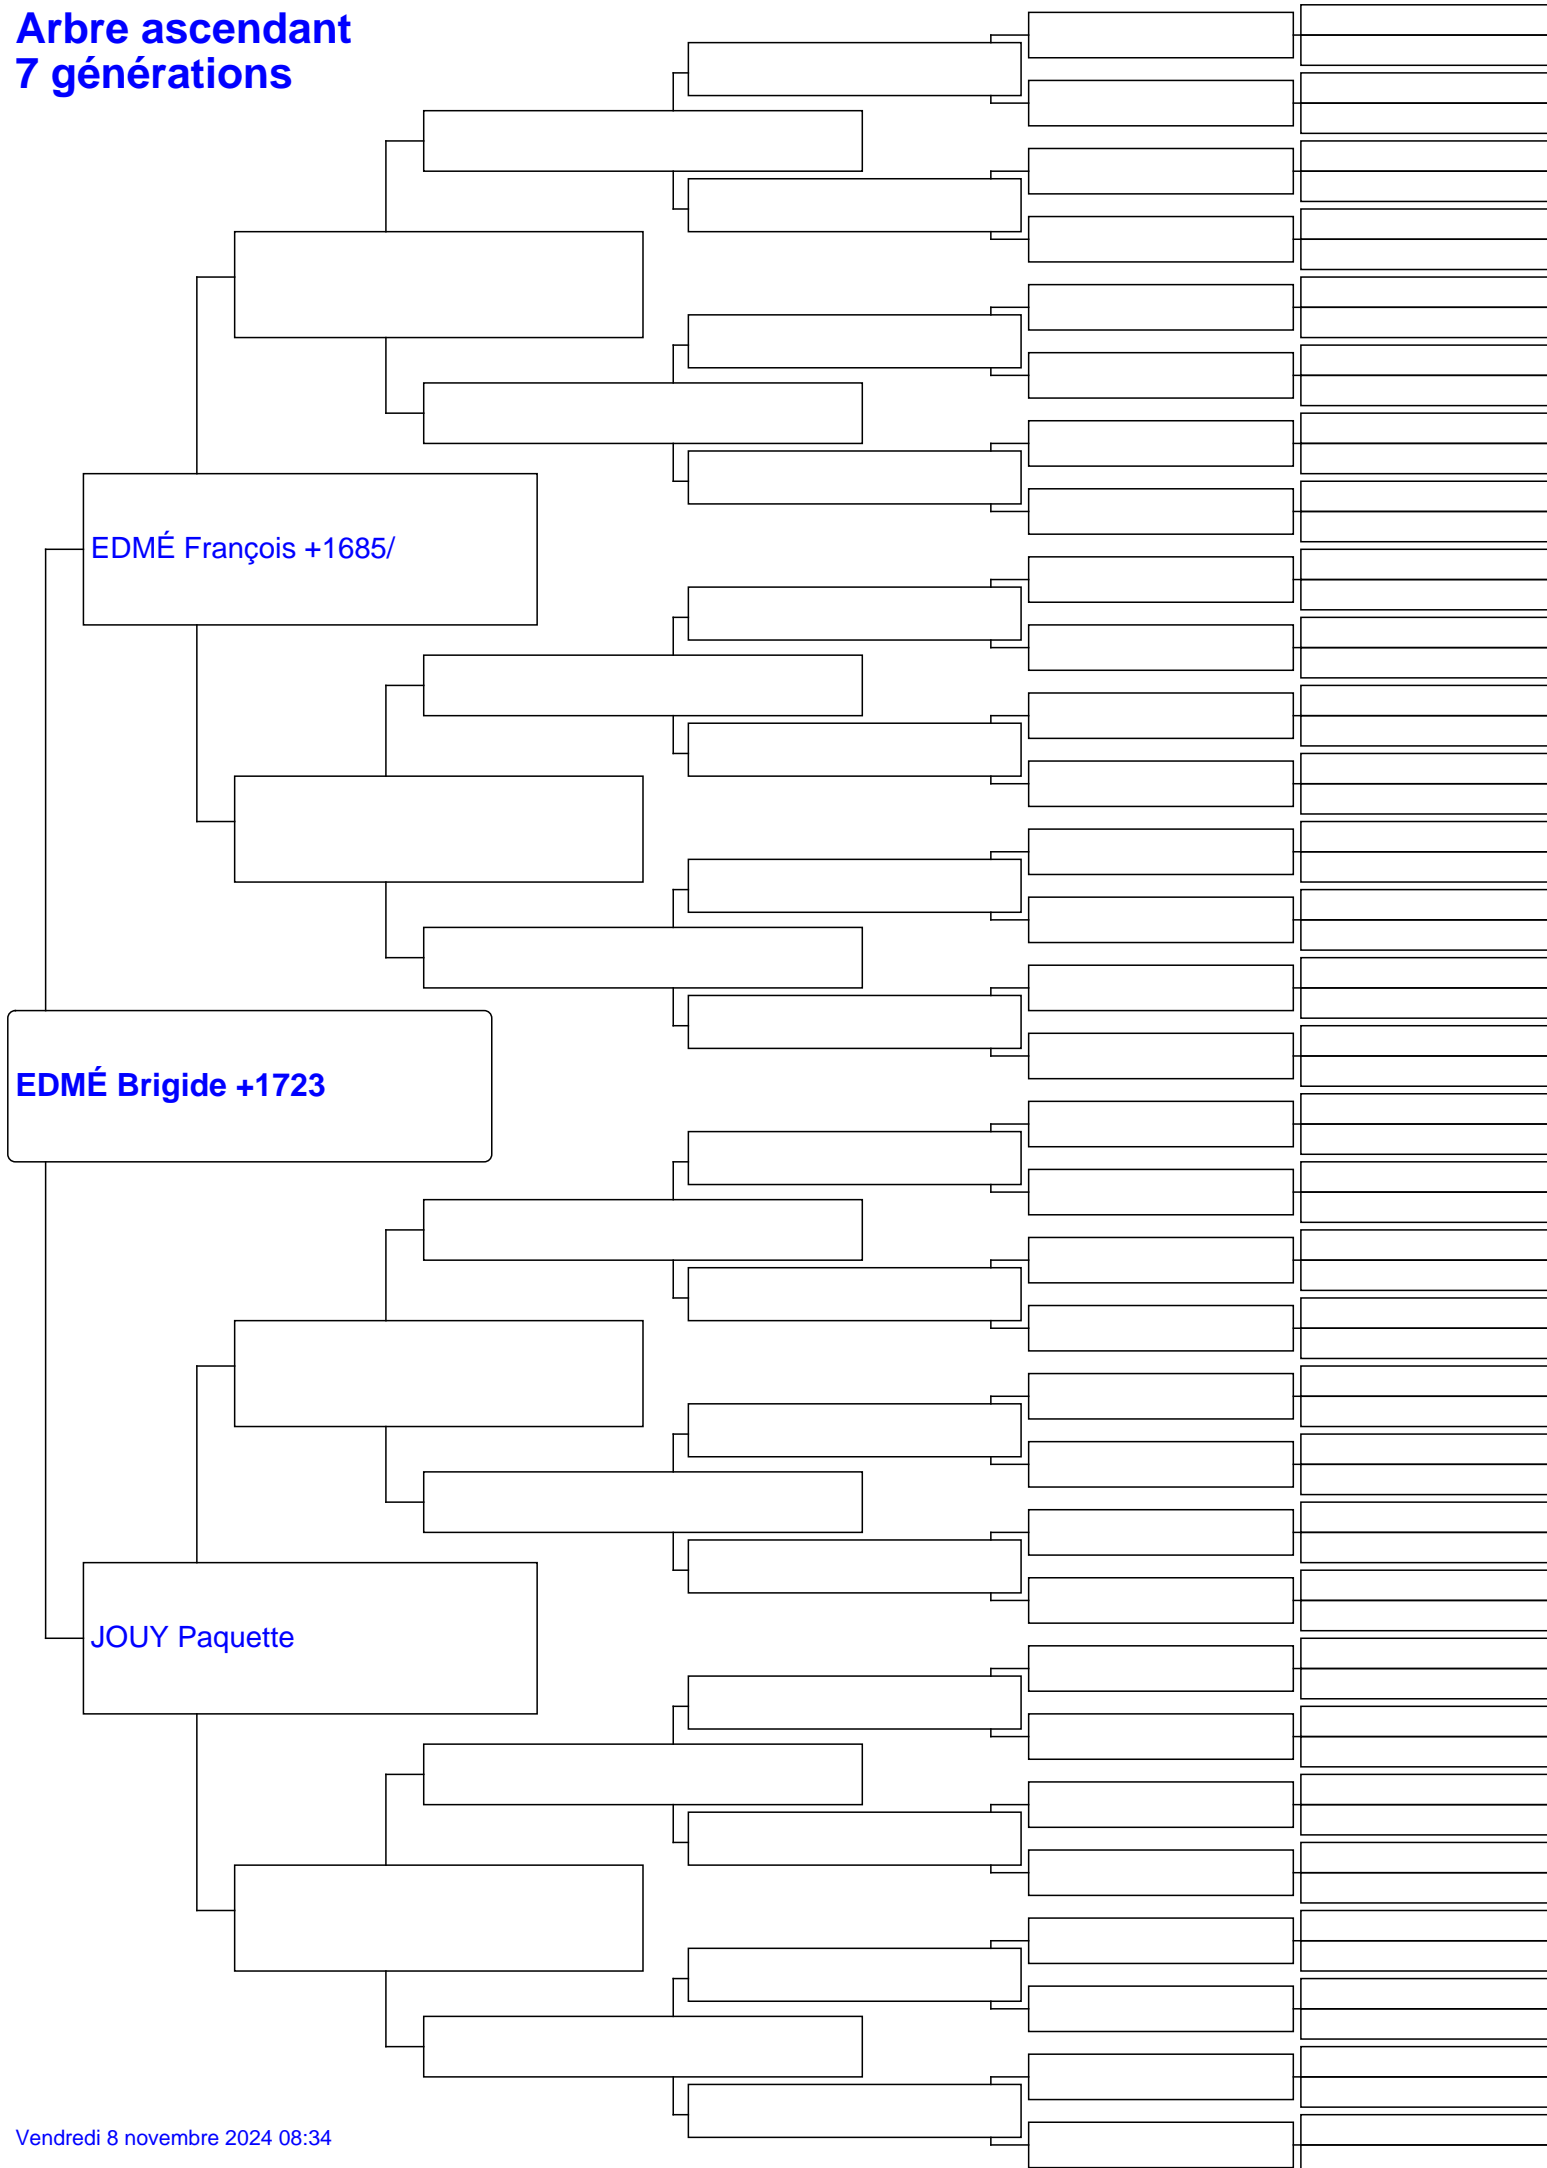 Arbre ascendant
7 générations
EDMÉ François +1685/
EDMÉ Brigide +1723
JOUY Paquette
Vendredi 8 novembre 2024 08:34